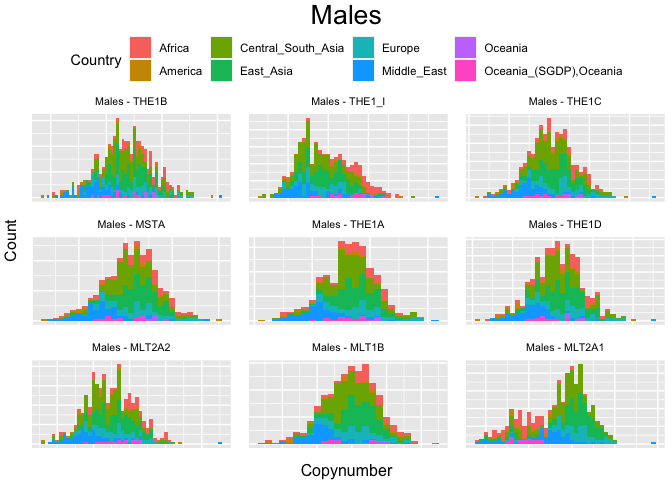 Males
Country
Africa
Central_South_Asia
Europe
Oceania
America
East_Asia
Middle_East
Oceania_(SGDP),Oceania
Males - THE1B
Males - THE1_I
Males - THE1C
Males - MSTA
Males - THE1A
Males - THE1D
Males - MLT2A2
Males - MLT1B
Males - MLT2A1
Count
Copynumber